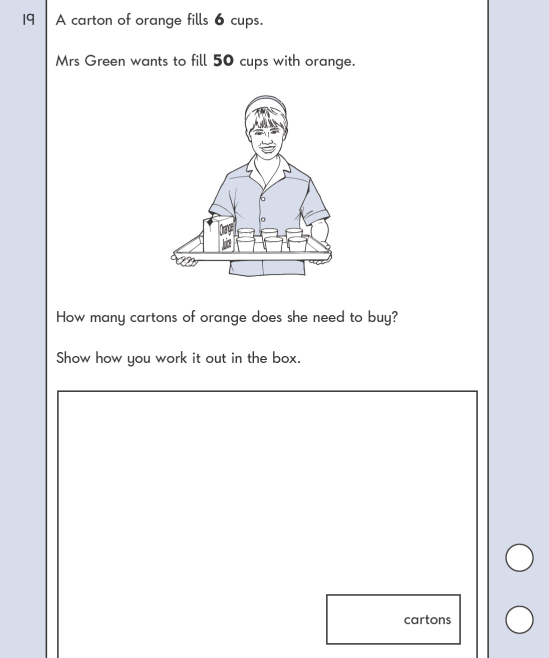 19
A carton of orange fills 6 cups.
Mrs Green wants to fill 50 cups with orange.
Orange
Juice
How many cartons of orange does she need to buy?
Show how you work it out in the box.
cartons